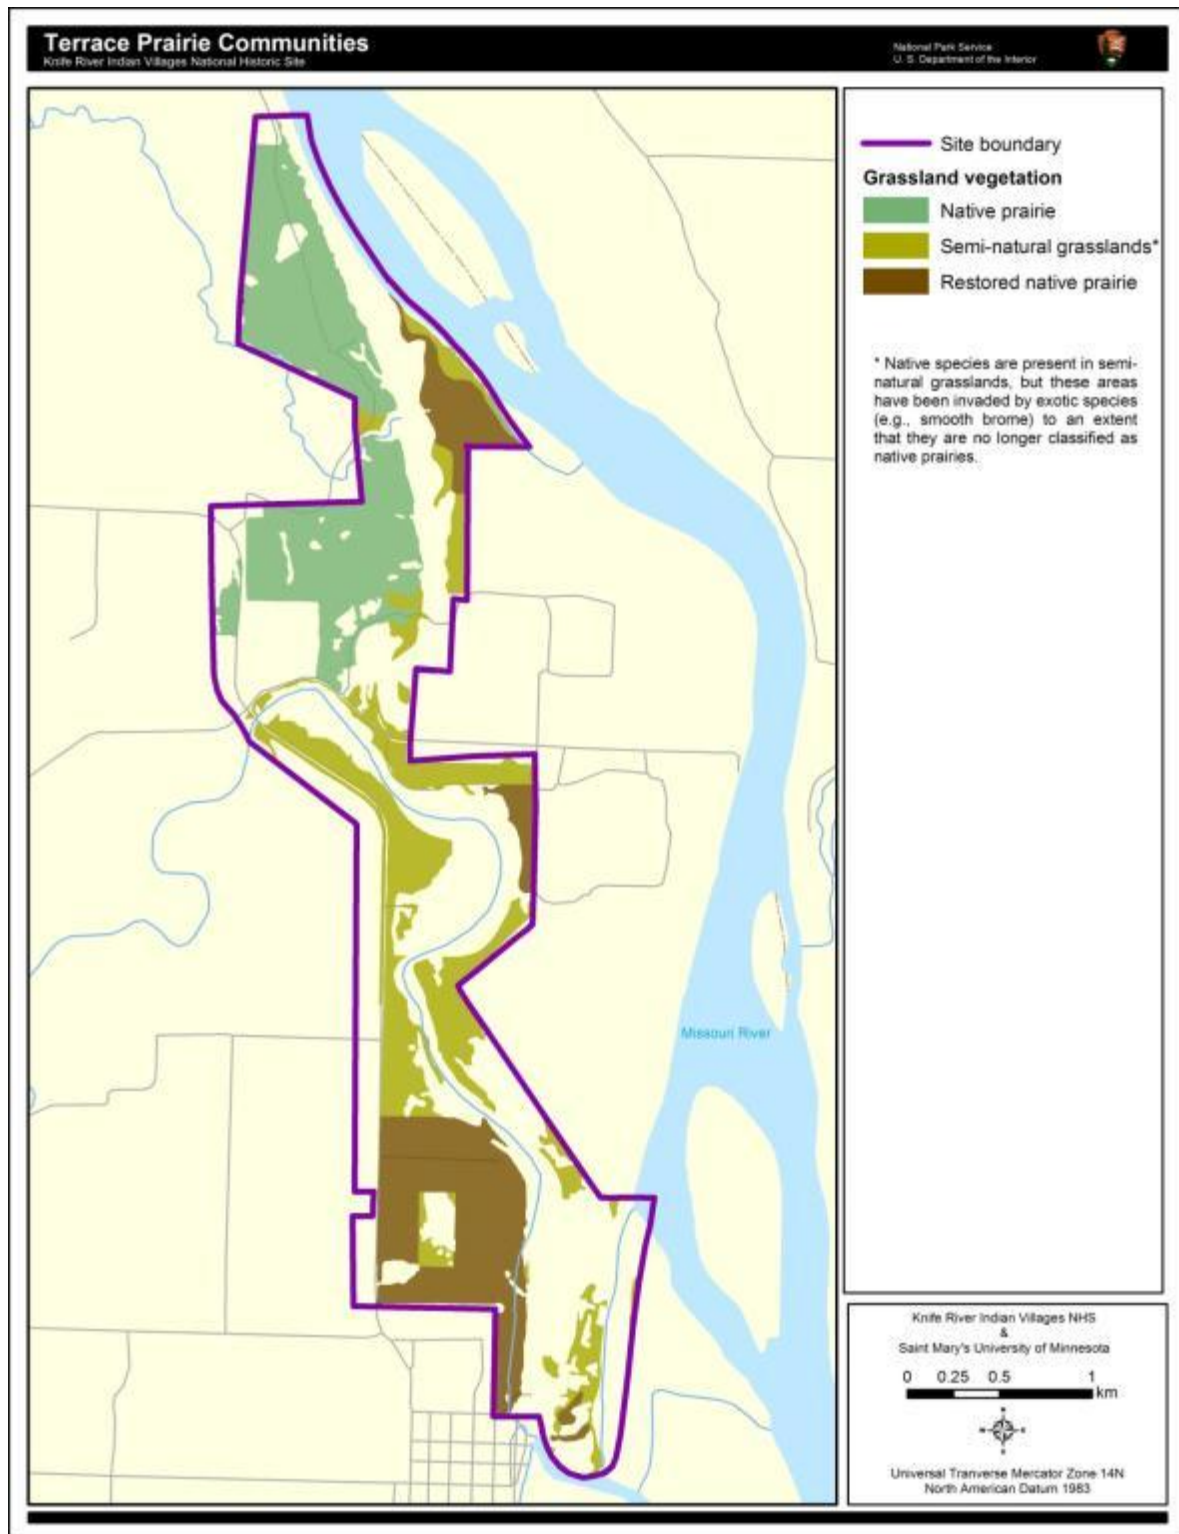 Terrace Prairie Communities
Knife River Indian Villages National Historic Site
National Park Service
U. S. Department of the Interior
Site boundary
Grassland vegetation
Native prairie
Semi-natural grasslands*
Restored native prairie
* Native species are present in semi-
natural grasslands, but these areas
have been invaded by exotic species
(e.g., smooth brome) to an extent
that they are no longer classified as
native prairies.
Missouri River
Knife River Indian Villages NHS
&
Saint Mary's University of Minnesota
0 0.25 0.5 1
km
N
W E
S
Universal Tranverse Mercator Zone 14N
North American Datum 1983